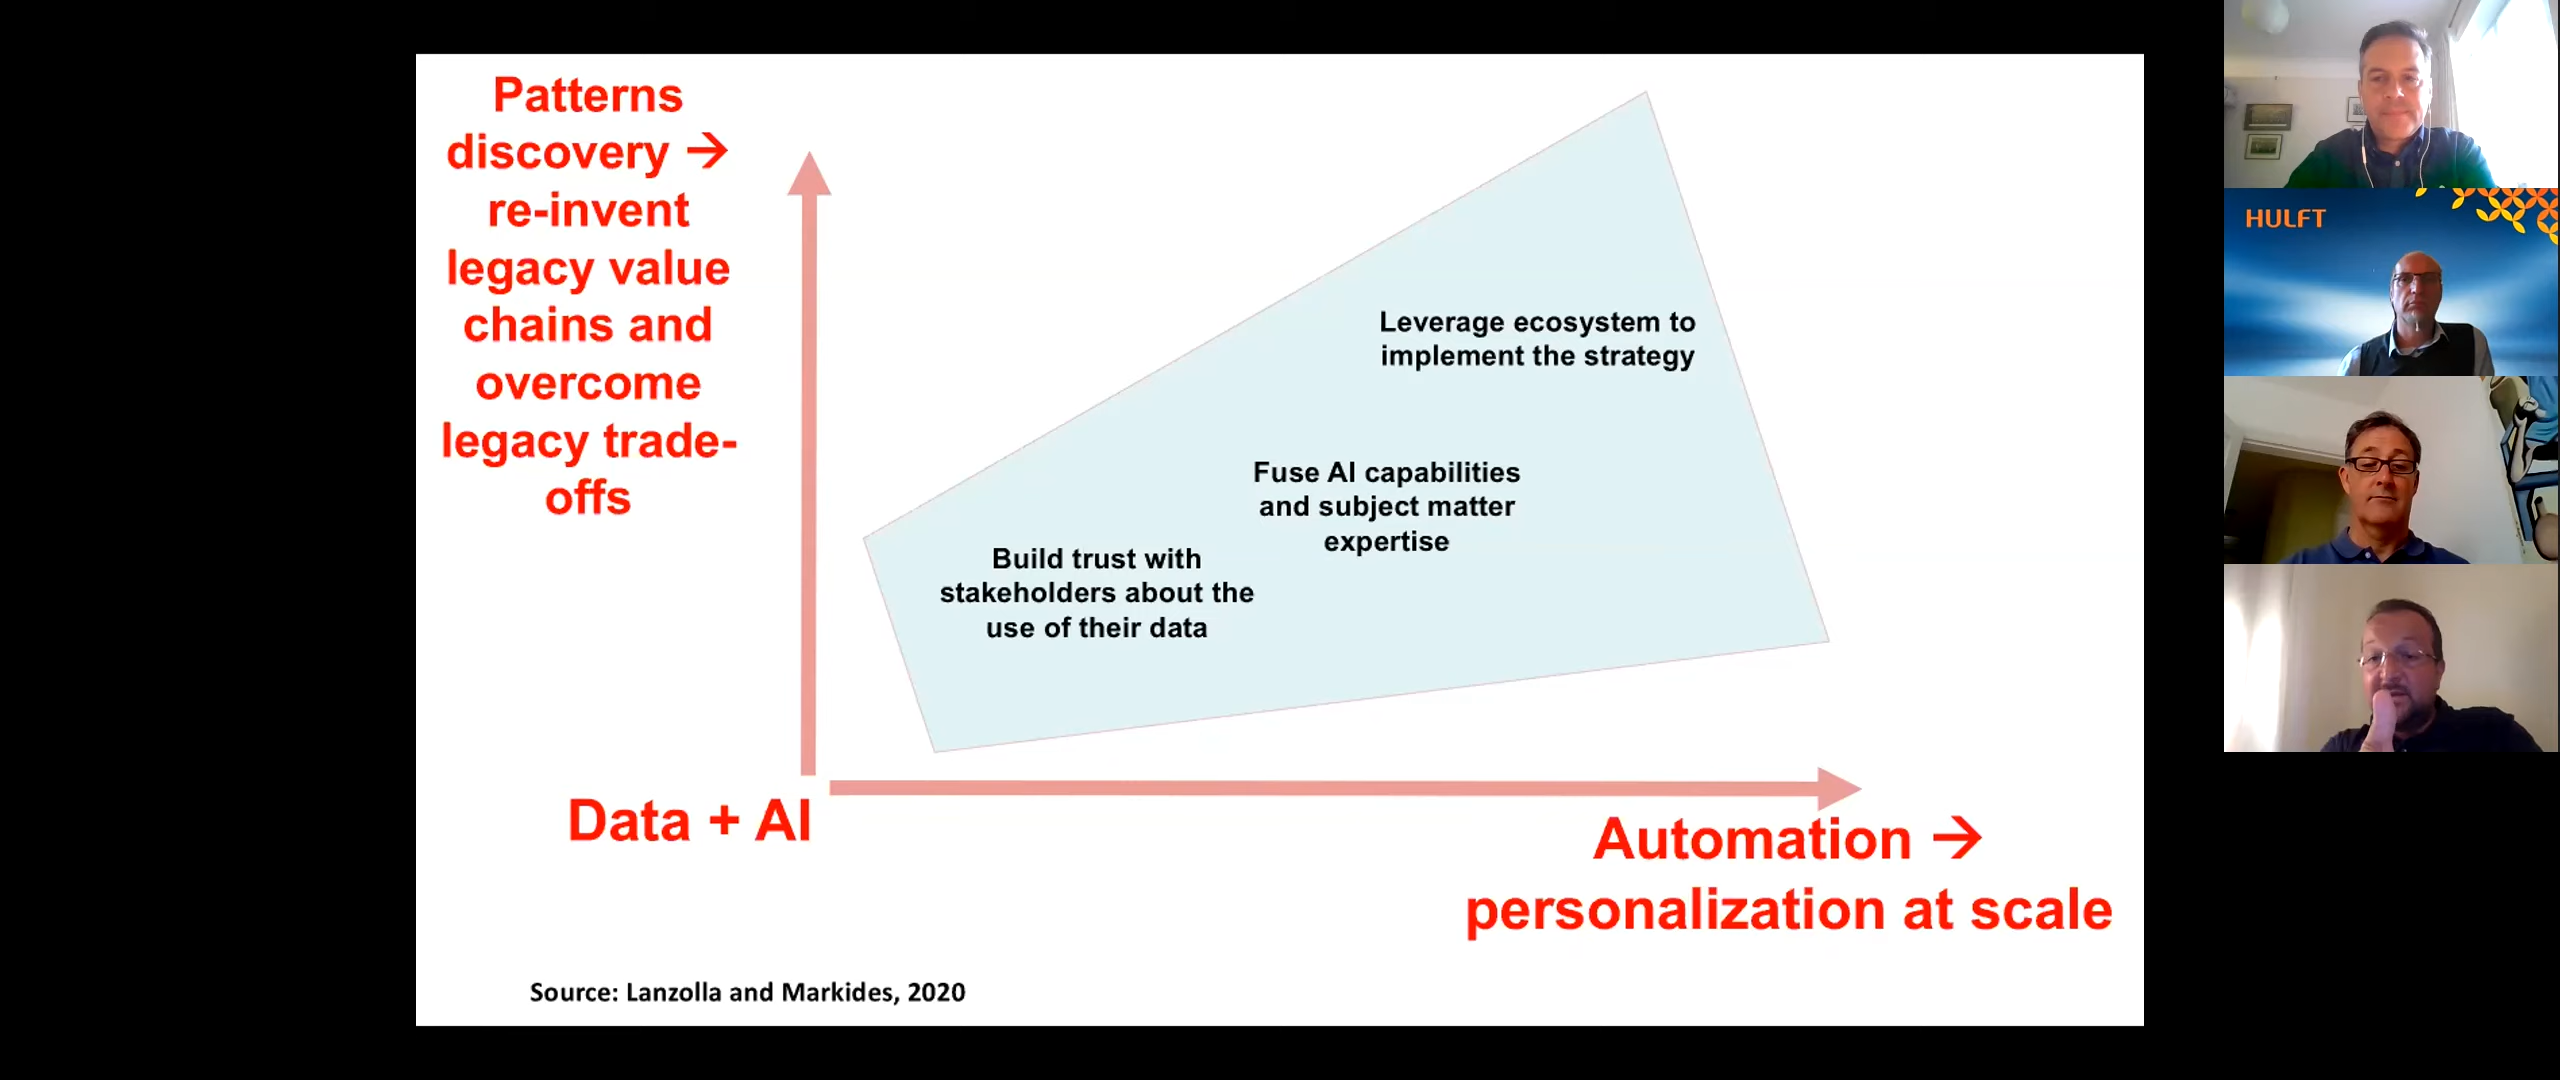 Patterns
discovery →
re-invent
legacy value
chains and
overcome
legacy trade-
offs
Leverage ecosystem to
implement the strategy
Fuse AI capabilities
and subject matter
expertise
Build trust with
stakeholders about the
use of their data
Data + AI
Automation →
personalization at scale
Source: Lanzolla and Markides, 2020
HULFT